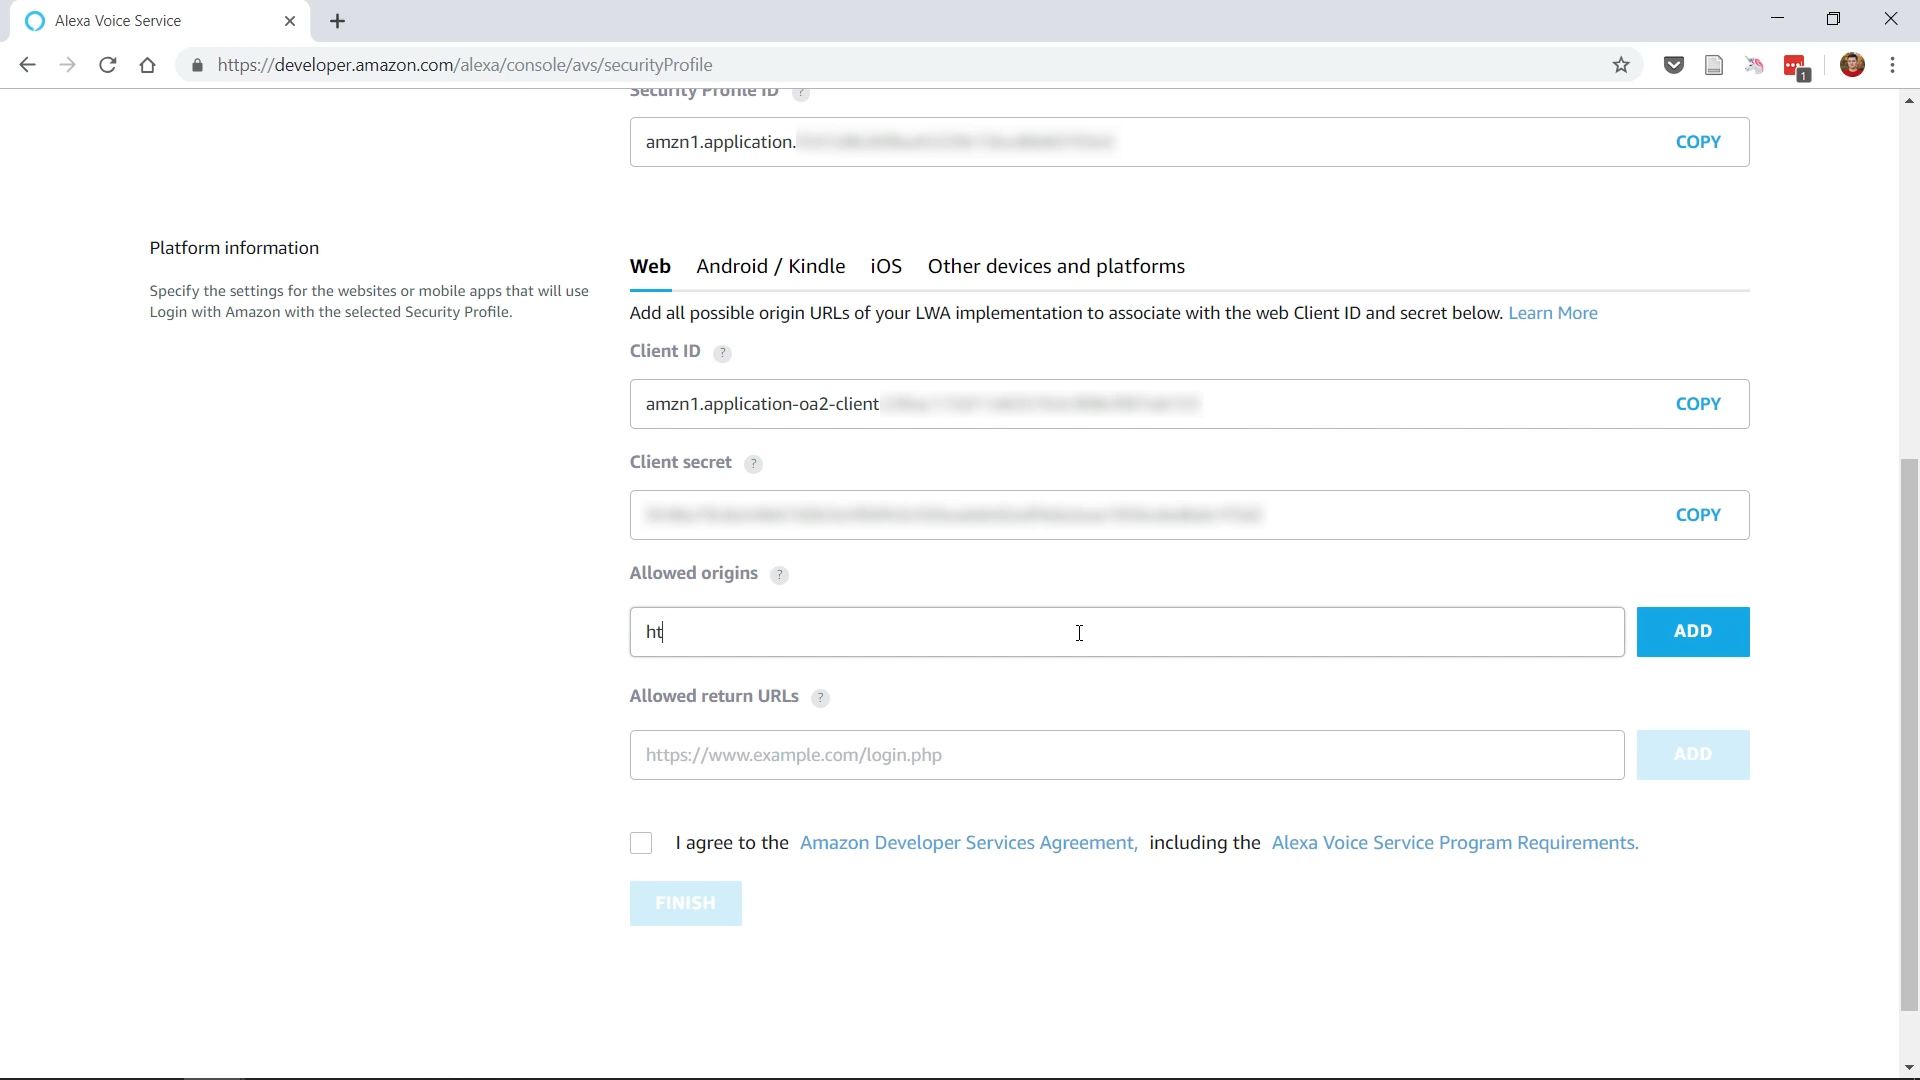 Alexa Voice Service
https://developer.amazon.com/alexa/console/avs/securityProfile
1
Security Profile ID ?
amzn1.application.
COPY
Platform information
Specify the settings for the websites or mobile apps that will use
Login with Amazon with the selected Security Profile.
Web Android / Kindle iOS Other devices and platforms
Add all possible origin URLs of your LWA implementation to associate with the web Client ID and secret below. Learn More
Client ID ?
amzn1.application-oa2-client
COPY
Client secret ?
COPY
Allowed origins ?
ht
ADD
Allowed return URLs ?
https://www.example.com/login.php
ADD
I agree to the Amazon Developer Services Agreement, including the Alexa Voice Service Program Requirements.
FINISH